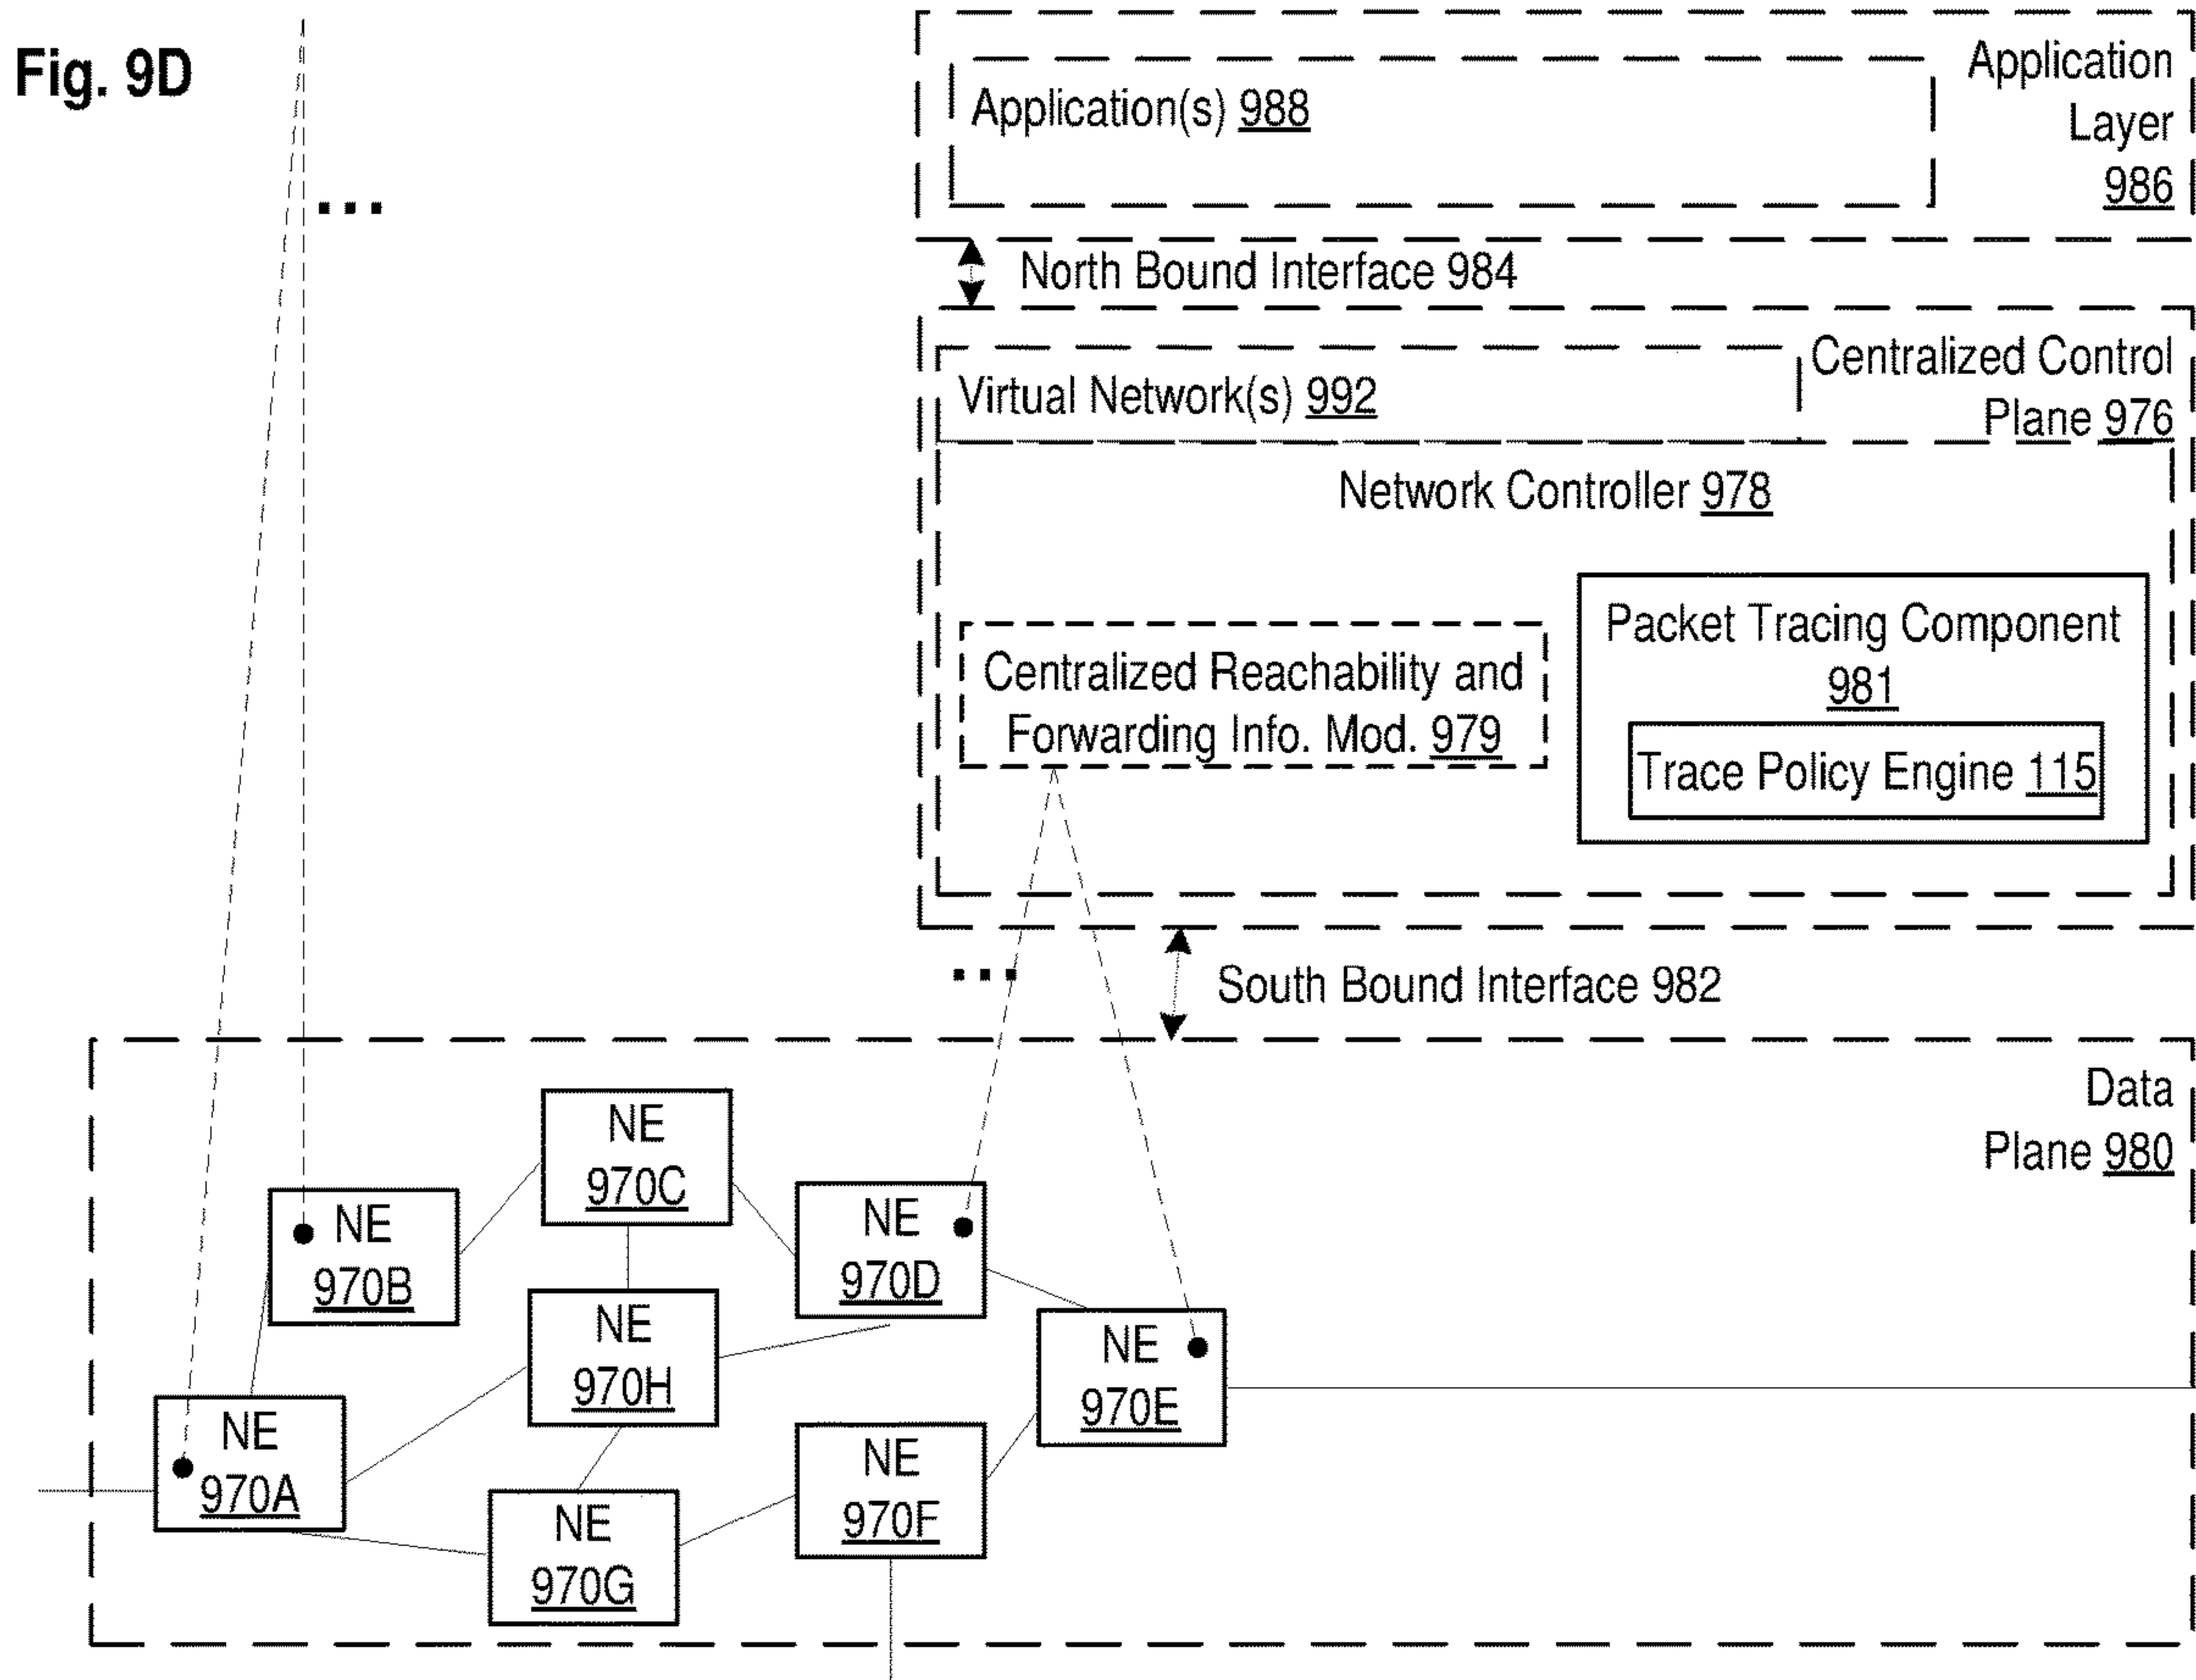 Fig. 9D
Application
Layer
986
Application(s) 988
North Bound Interface 984
Centralized Control
Plane 976
Virtual Network(s) 992
Network Controller 978
Centralized Reachability and
Forwarding Info. Mod. 979
Packet Tracing Component
981
Trace Policy Engine 115
South Bound Interface 982
Data
Plane 980
NE
970C
NE
970B
NE
970D
NE
970H
NE
970E
NE
970A
NE
970F
NE
970G